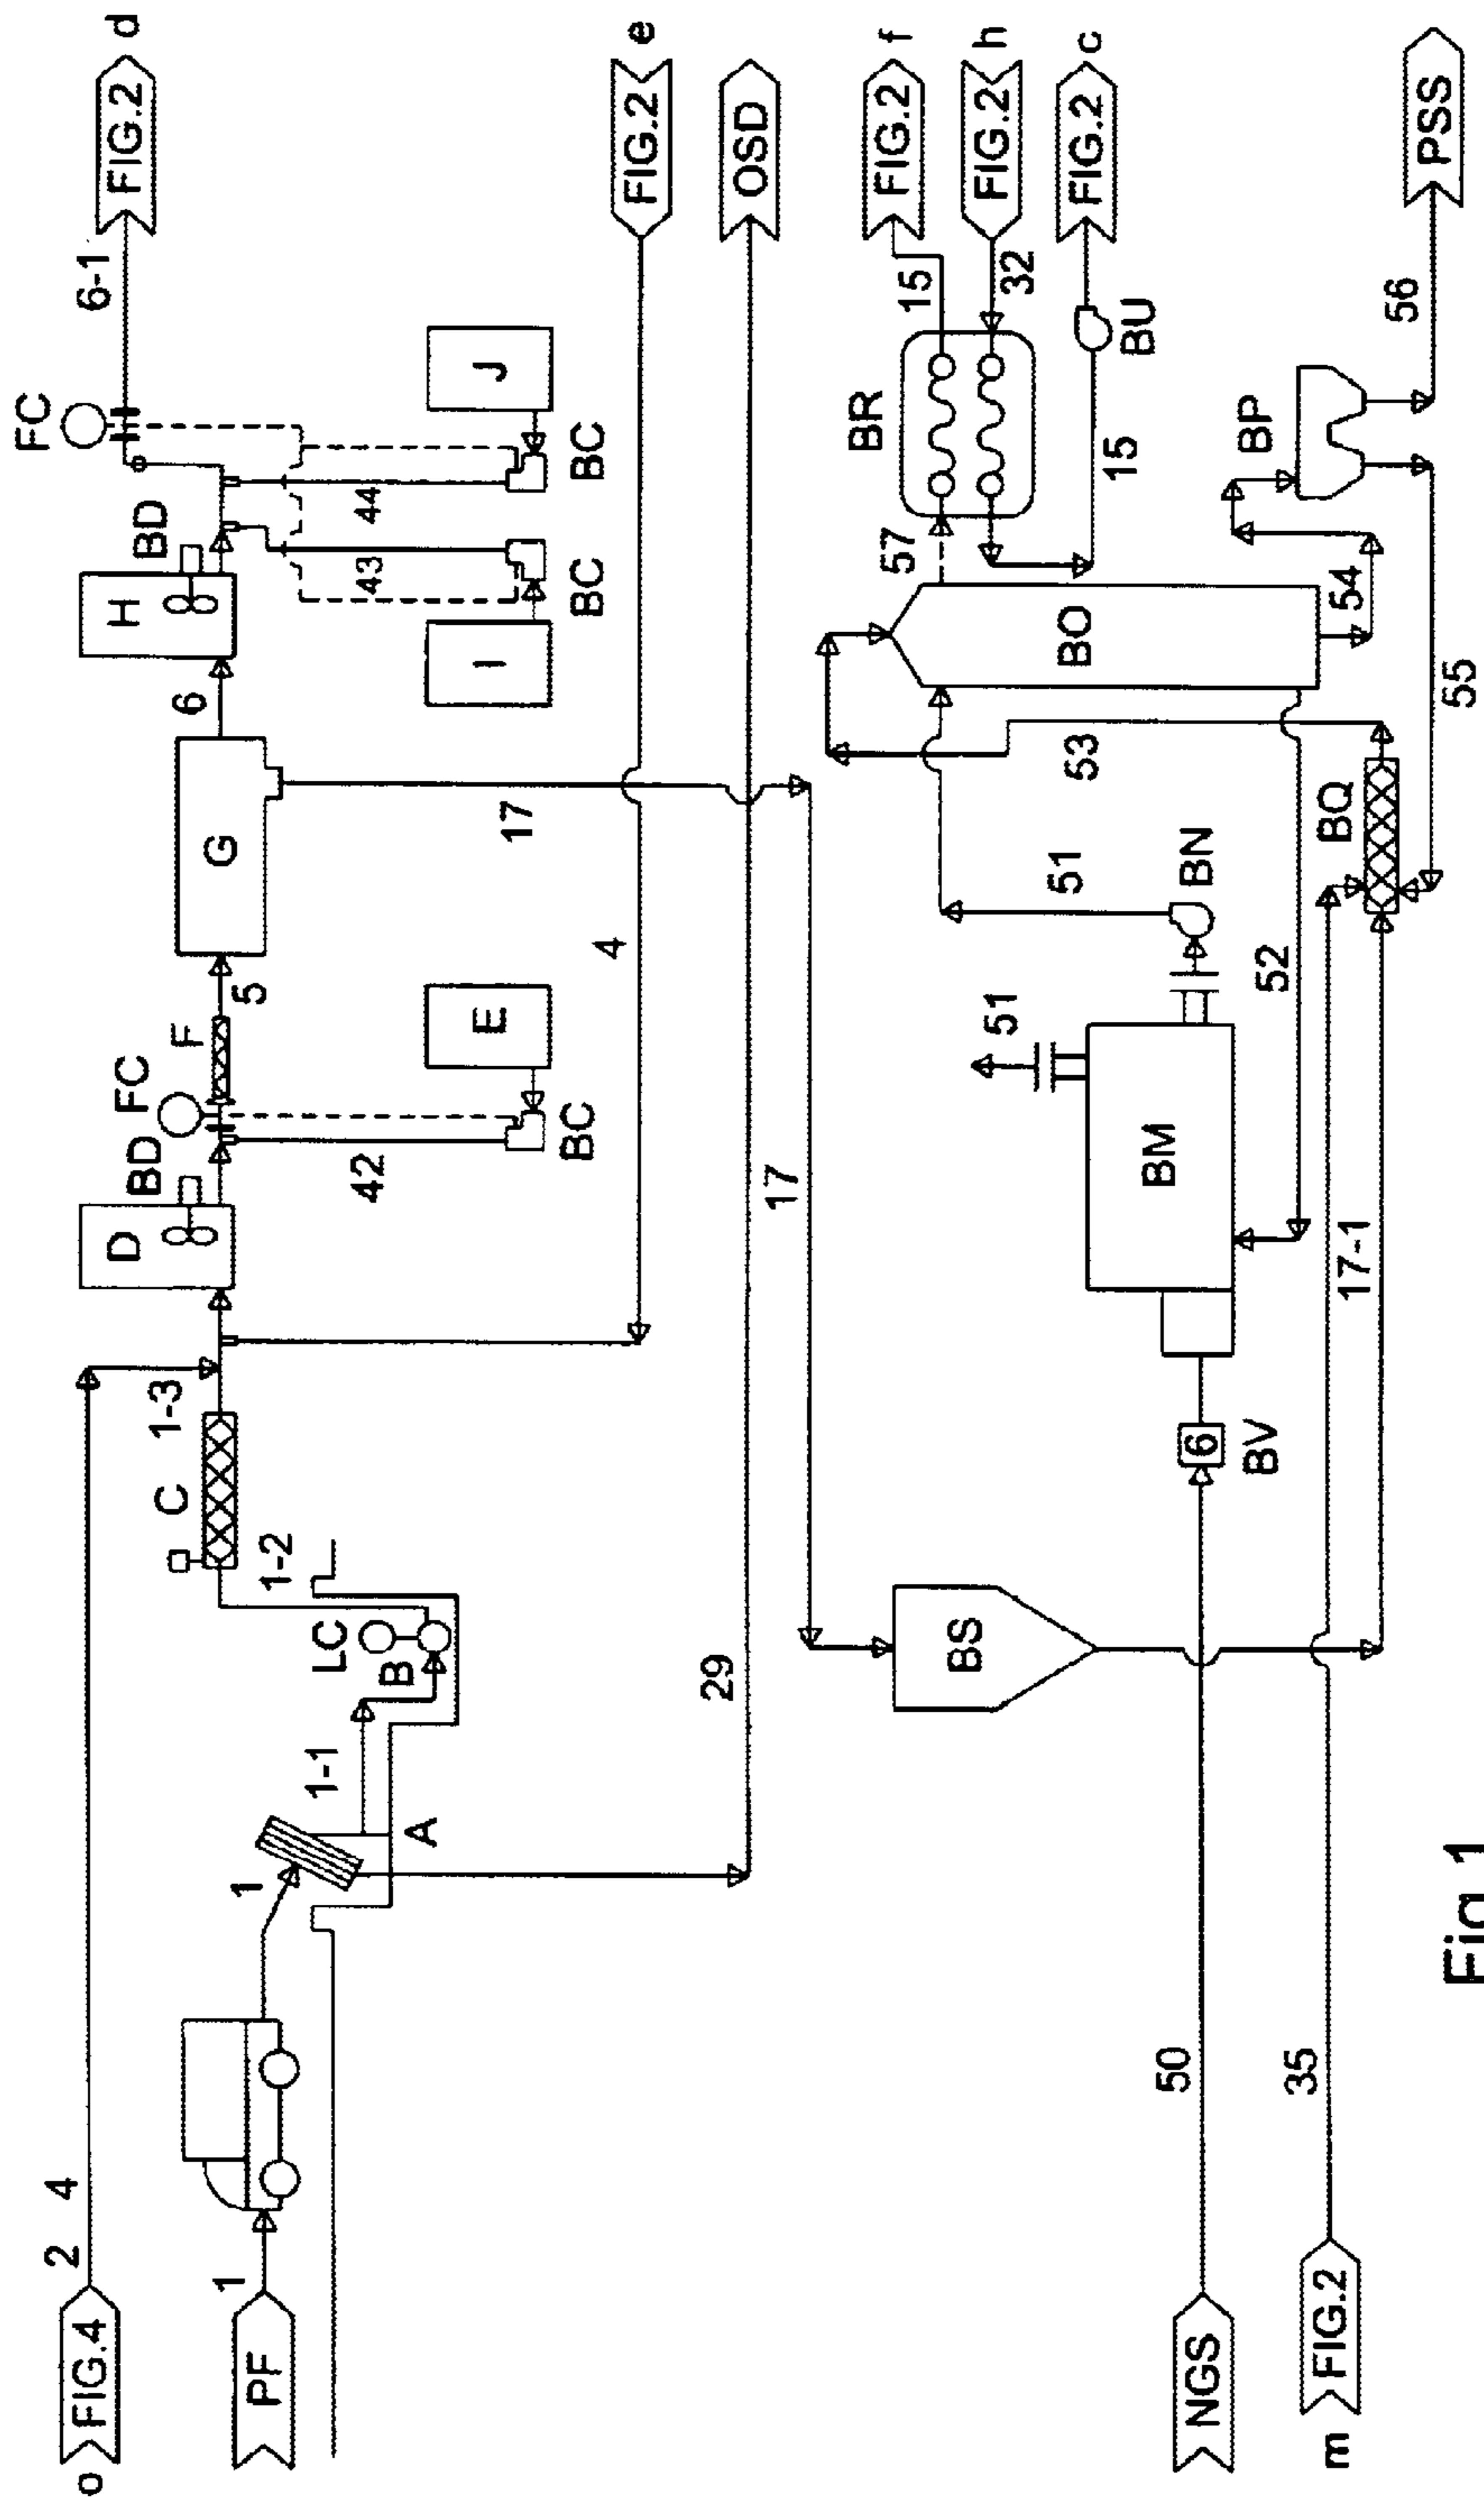 o
FIG.4
2
4
PF
1
1
A
1-1
B
LC
1-2
C
1-3
D
BD
FC
F
5
42
BC
E
4
G
17
6
H
BD
43
44
I
BC
J
BC
FC
6-1
FIG.2
d
FIG.2
e
29
OSD
17
BS
BM
51
51
BN
BV
6
50
NGS
52
53
BO
57
BR
15
FIG.2
f
32
FIG.2
h
15
BU
FIG.2
c
m
FIG.2
35
17-1
BQ
54
55
BP
56
PSS
Fig.1